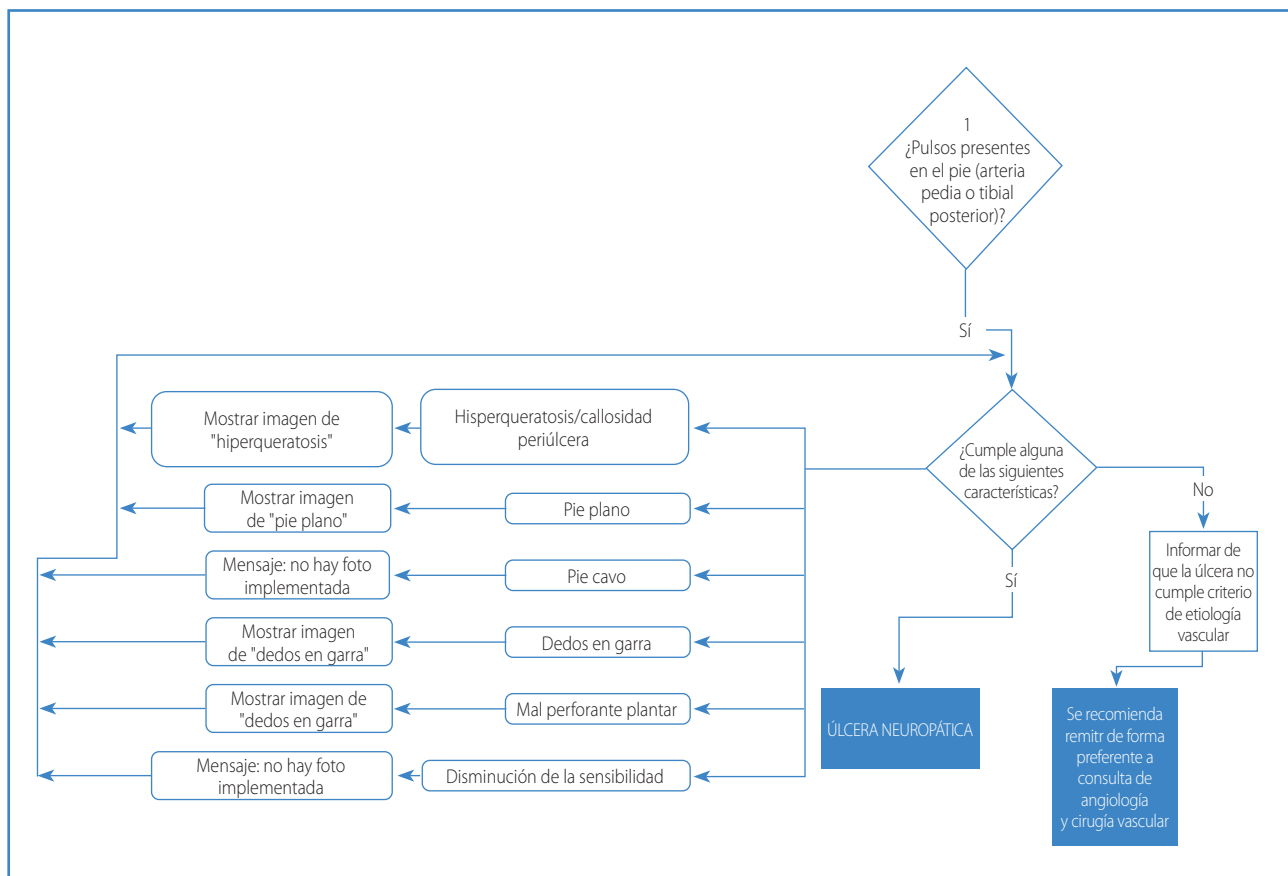 1
¿Pulsos presentes
en el pie (arteria
pedia o tibial
posterior)?
Sí
Mostrar imagen de
"hiperqueratosis"
Hisperqueratosis/callosidad
periúlcera
¿Cumple alguna
de las siguientes
características?
No
Mostrar imagen
de "pie plano"
Pie plano
Mensaje: no hay foto
implementada
Pie cavo
Sí
Informar de
que la úlcera no
cumple criterio
de etiología
vascular
Mostrar imagen
de "dedos en garra"
Dedos en garra
Mostrar imagen de
"dedos en garra"
Mal perforante plantar
ÚLCERA NEUROPÁTICA
Se recomienda
remitr de forma
preferente a
consulta de
angiología
y cirugía vascular
Mensaje: no hay foto
implementada
Disminución de la sensibilidad